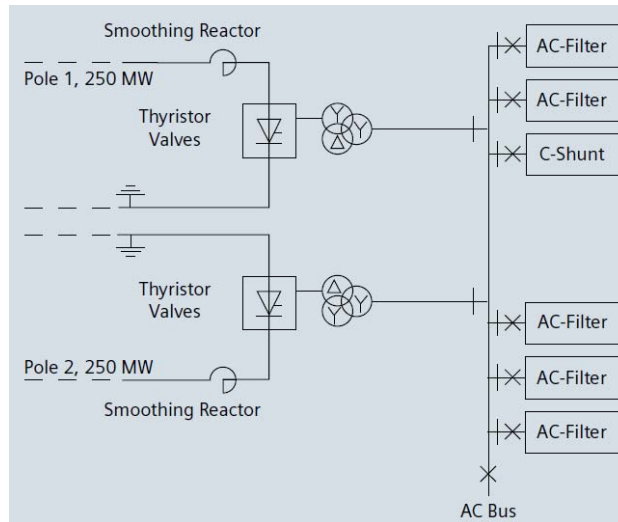 Smoothing Reactor
Pole 1, 250 MW
Thyristor
Valves
AC-Filter
AC-Filter
C-Shunt
Thyristor
Valves
Pole 2, 250 MW
Smoothing Reactor
AC-Filter
AC-Filter
AC-Filter
AC Bus